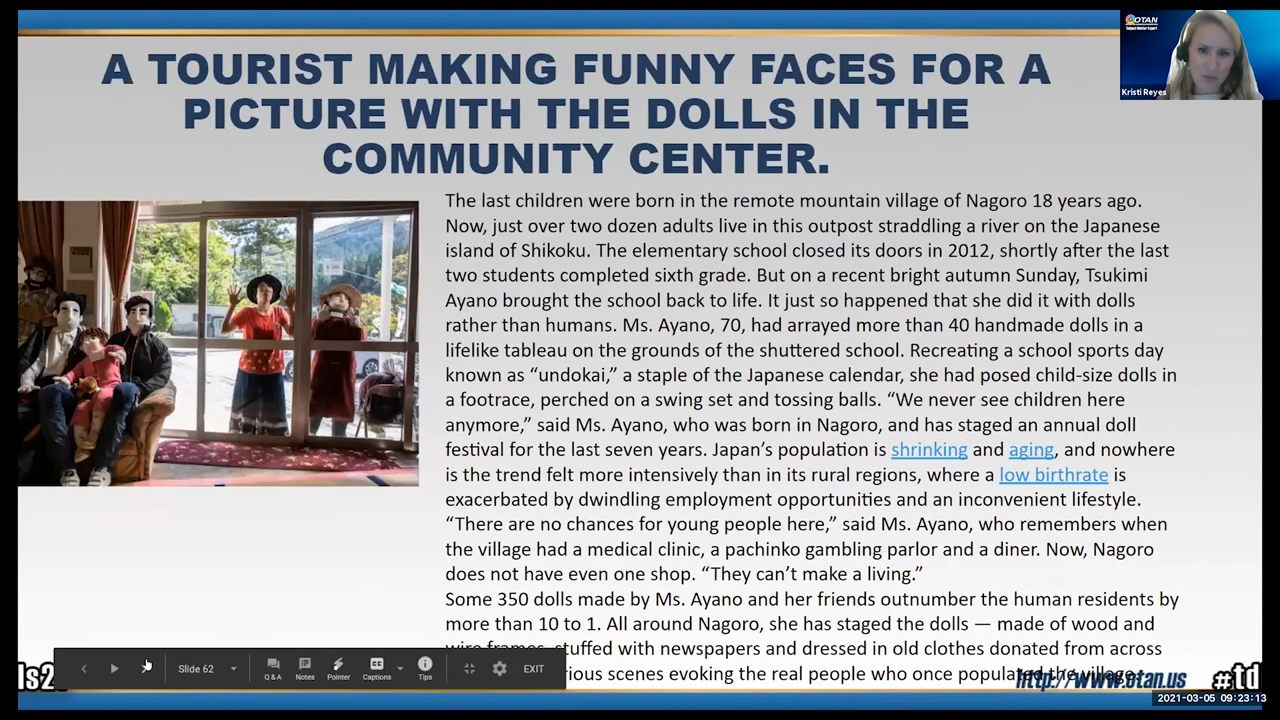 A TOURIST MAKING FUNNY FACES FOR A
PICTURE WITH THE DOLLS IN THE
COMMUNITY CENTER.
OTAN
Subject Matter Expert
Kristi Reyes
The last children were born in the remote mountain village of Nagoro 18 years ago.
Now, just over two dozen adults live in this outpost straddling a river on the Japanese
island of Shikoku. The elementary school closed its doors in 2012, shortly after the last
two students completed sixth grade. But on a recent bright autumn Sunday, Tsukimi
Ayano brought the school back to life. It just so happened that she did it with dolls
rather than humans. Ms. Ayano, 70, had arrayed more than 40 handmade dolls in a
lifelike tableau on the grounds of the shuttered school. Recreating a school sports day
known as “undokai,” a staple of the Japanese calendar, she had posed child-size dolls in
a footrace, perched on a swing set and tossing balls. “We never see children here
anymore,” said Ms. Ayano, who was born in Nagoro, and has staged an annual doll
festival for the last seven years. Japan’s population is shrinking and aging, and nowhere
is the trend felt more intensively than in its rural regions, where a low birthrate is
exacerbated by dwindling employment opportunities and an inconvenient lifestyle.
“There are no chances for young people here,” said Ms. Ayano, who remembers when
the village had a medical clinic, a pachinko gambling parlor and a diner. Now, Nagoro
does not have even one shop. “They can’t make a living.”
Some 350 dolls made by Ms. Ayano and her friends outnumber the human residents by
more than 10 to 1. All around Nagoro, she has staged the dolls — made of wood and
wire frames, stuffed with newspapers and dressed in old clothes donated from across
rious scenes evoking the real people who once populated the village.
Slide 62
Q & A
Notes
Pointer
Captions
Tips
EXIT
http://www.otan.us
#td
2021-03-05 09:23:13